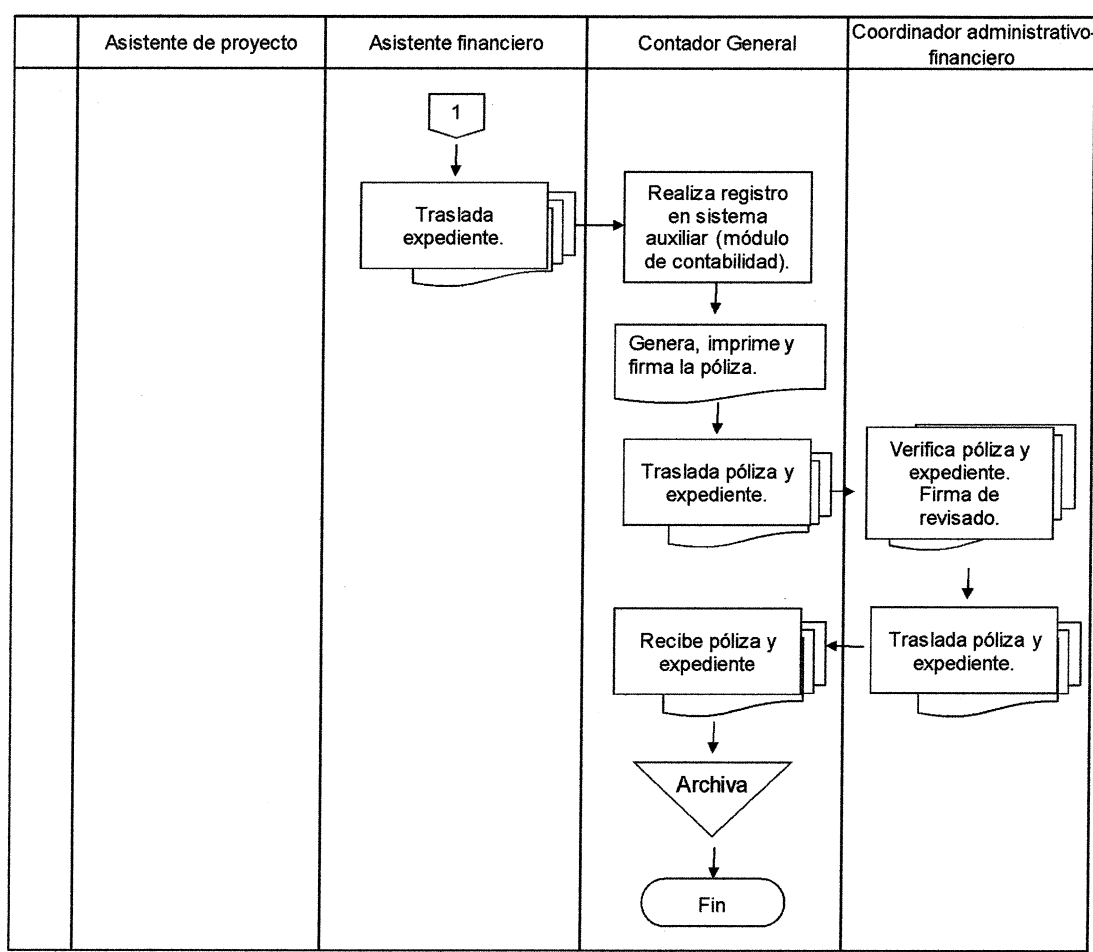 Asistente de proyecto
Asistente financiero
Contador General
Coordinador administrativo-
financiero
1
Traslada
expediente.
Realiza registro
en sistema
auxiliar (módulo
de contabilidad).
Genera, imprime y
firma la póliza.
Traslada póliza y
expediente.
Verifica póliza y
expediente.
Firma de
revisado.
Traslada póliza y
expediente.
Recibe póliza y
expediente
Archiva
Fin